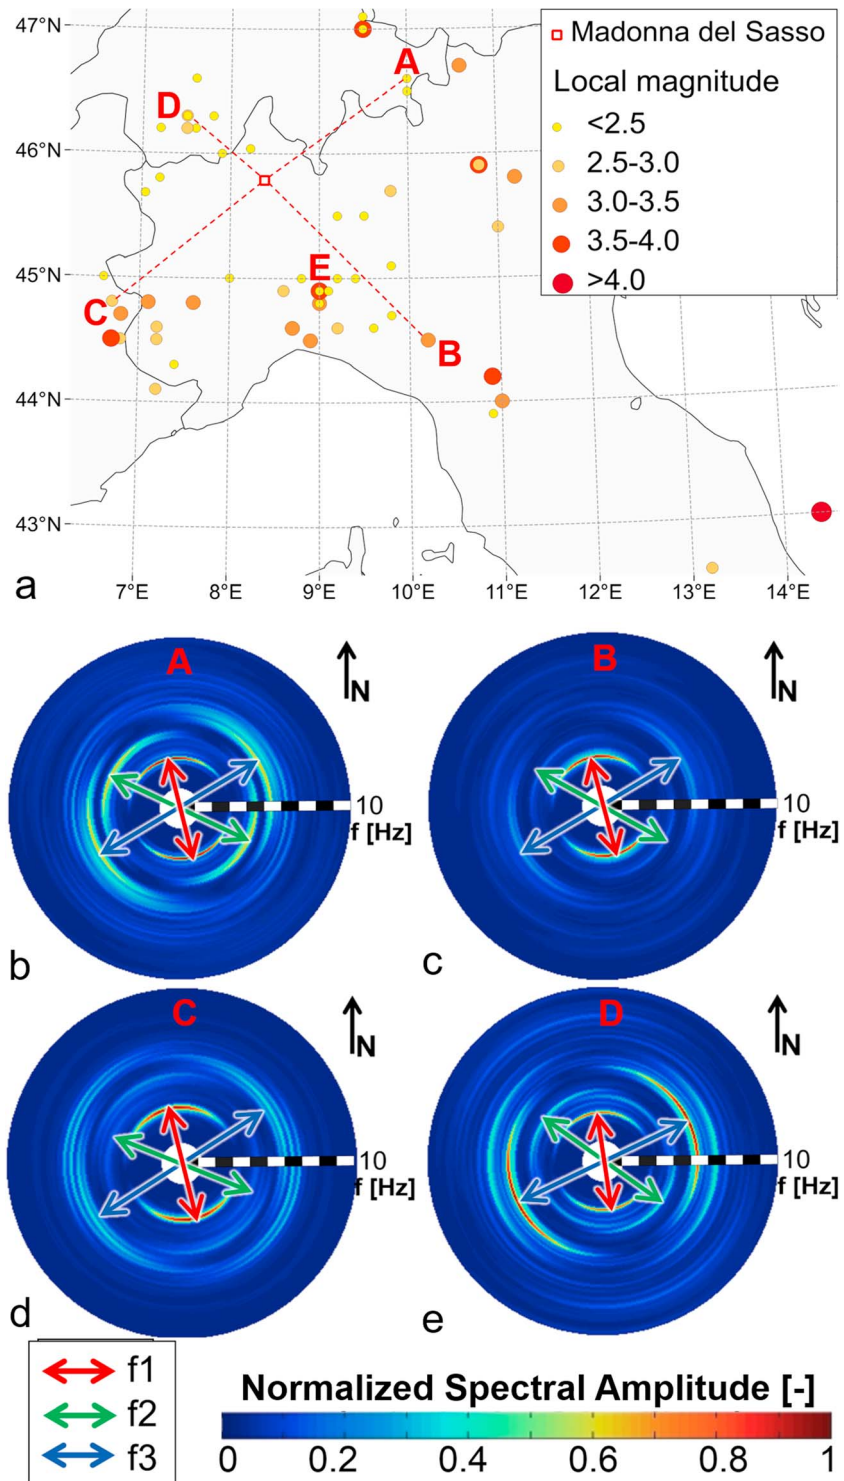 47°N
46°N
45°N
44°N
43°N
7°E 8°E 9°E 10°E 11°E 12°E 13°E 14°E
A
D
E
C
B
Madonna del Sasso
Local magnitude
<2.5
2.5-3.0
3.0-3.5
3.5-4.0
>4.0
a
A
N
10
f [Hz]
b
B
N
10
f [Hz]
c
C
N
10
f [Hz]
d
D
N
10
f [Hz]
e
f1
f2
f3
Normalized Spectral Amplitude [-]
0 0.2 0.4 0.6 0.8 1